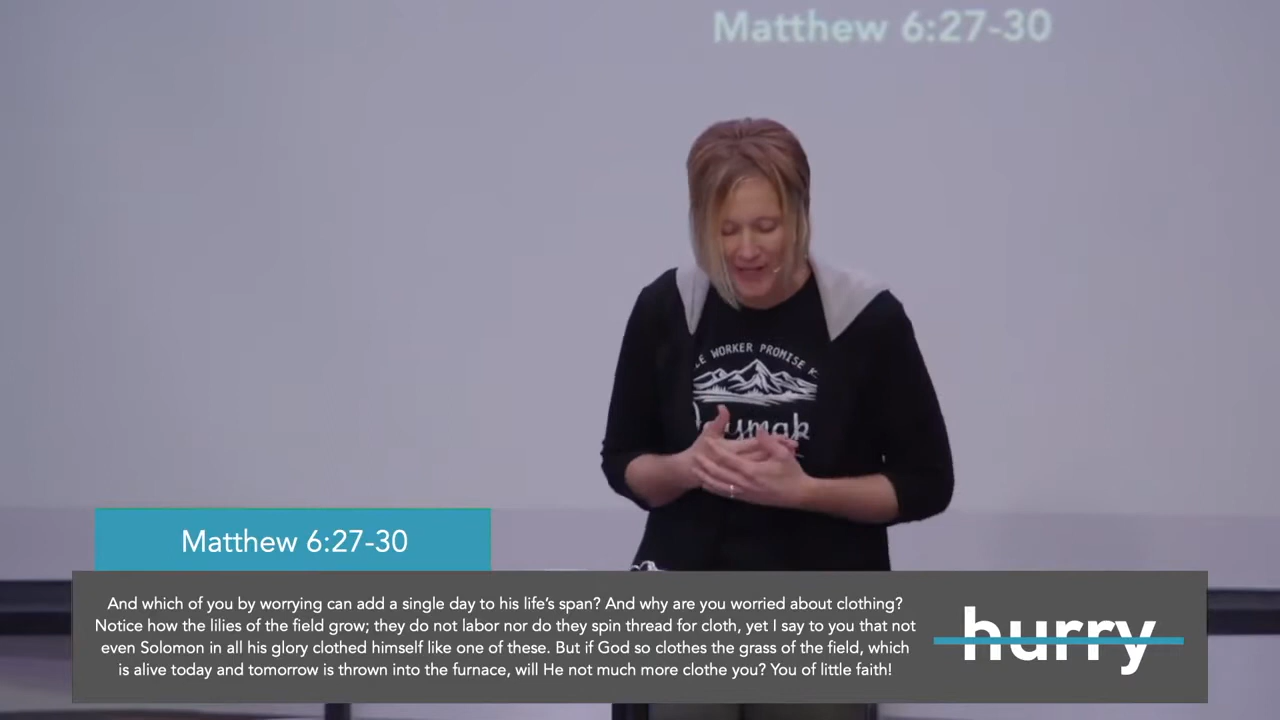 Matthew 6:27-30
WORKER PROMISE
Matthew 6:27-30
And which of you by worrying can add a single day to his life's span? And why are you worried about clothing?
Notice how the lilies of the field grow; they do not labor nor do they spin thread for cloth, yet I say to you that not
even Solomon in all his glory clothed himself like one of these. But if God so clothes the grass of the field, which
is alive today and tomorrow is thrown into the furnace, will He not much more clothe you? You of little faith!
hurry